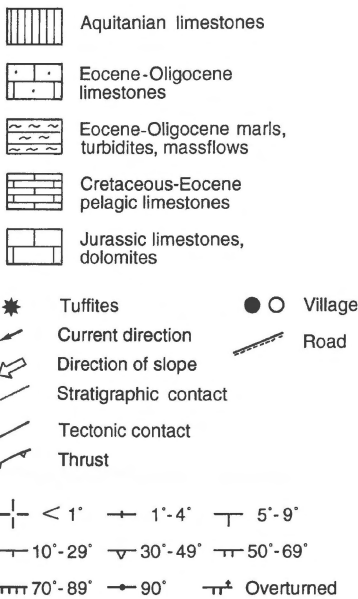 Aquitanian limestones
Eocene-Oligocene
limestones
Eocene-Oligocene marls,
turbidites, massflows
Cretaceous-Eocene
pelagic limestones
Jurassic limestones,
dolomites
Tuffites
Village
Current direction
Road
Direction of slope
Stratigraphic contact
Tectonic contact
Thrust
< 1° 1°-4° 5°-9°
10°-29° 30°-49° 50°-69°
70°-89° 90° Overturned